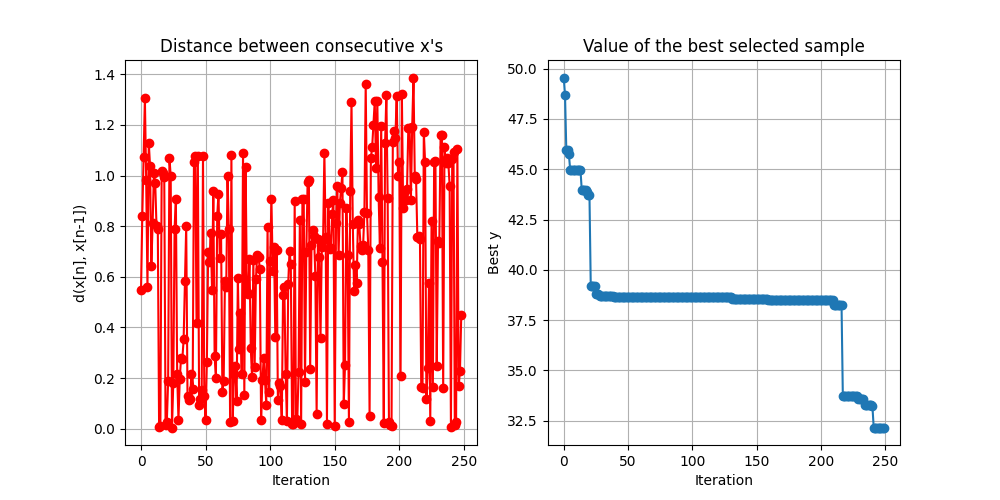 Distance between consecutive x's
d(x[n], x[n-1])
1.4
1.2
1.0
0.8
0.6
0.4
0.2
0.0
0 50 100 150 200 250
Iteration
Value of the best selected sample
Best y
50.0
47.5
45.0
42.5
40.0
37.5
35.0
32.5
0 50 100 150 200 250
Iteration